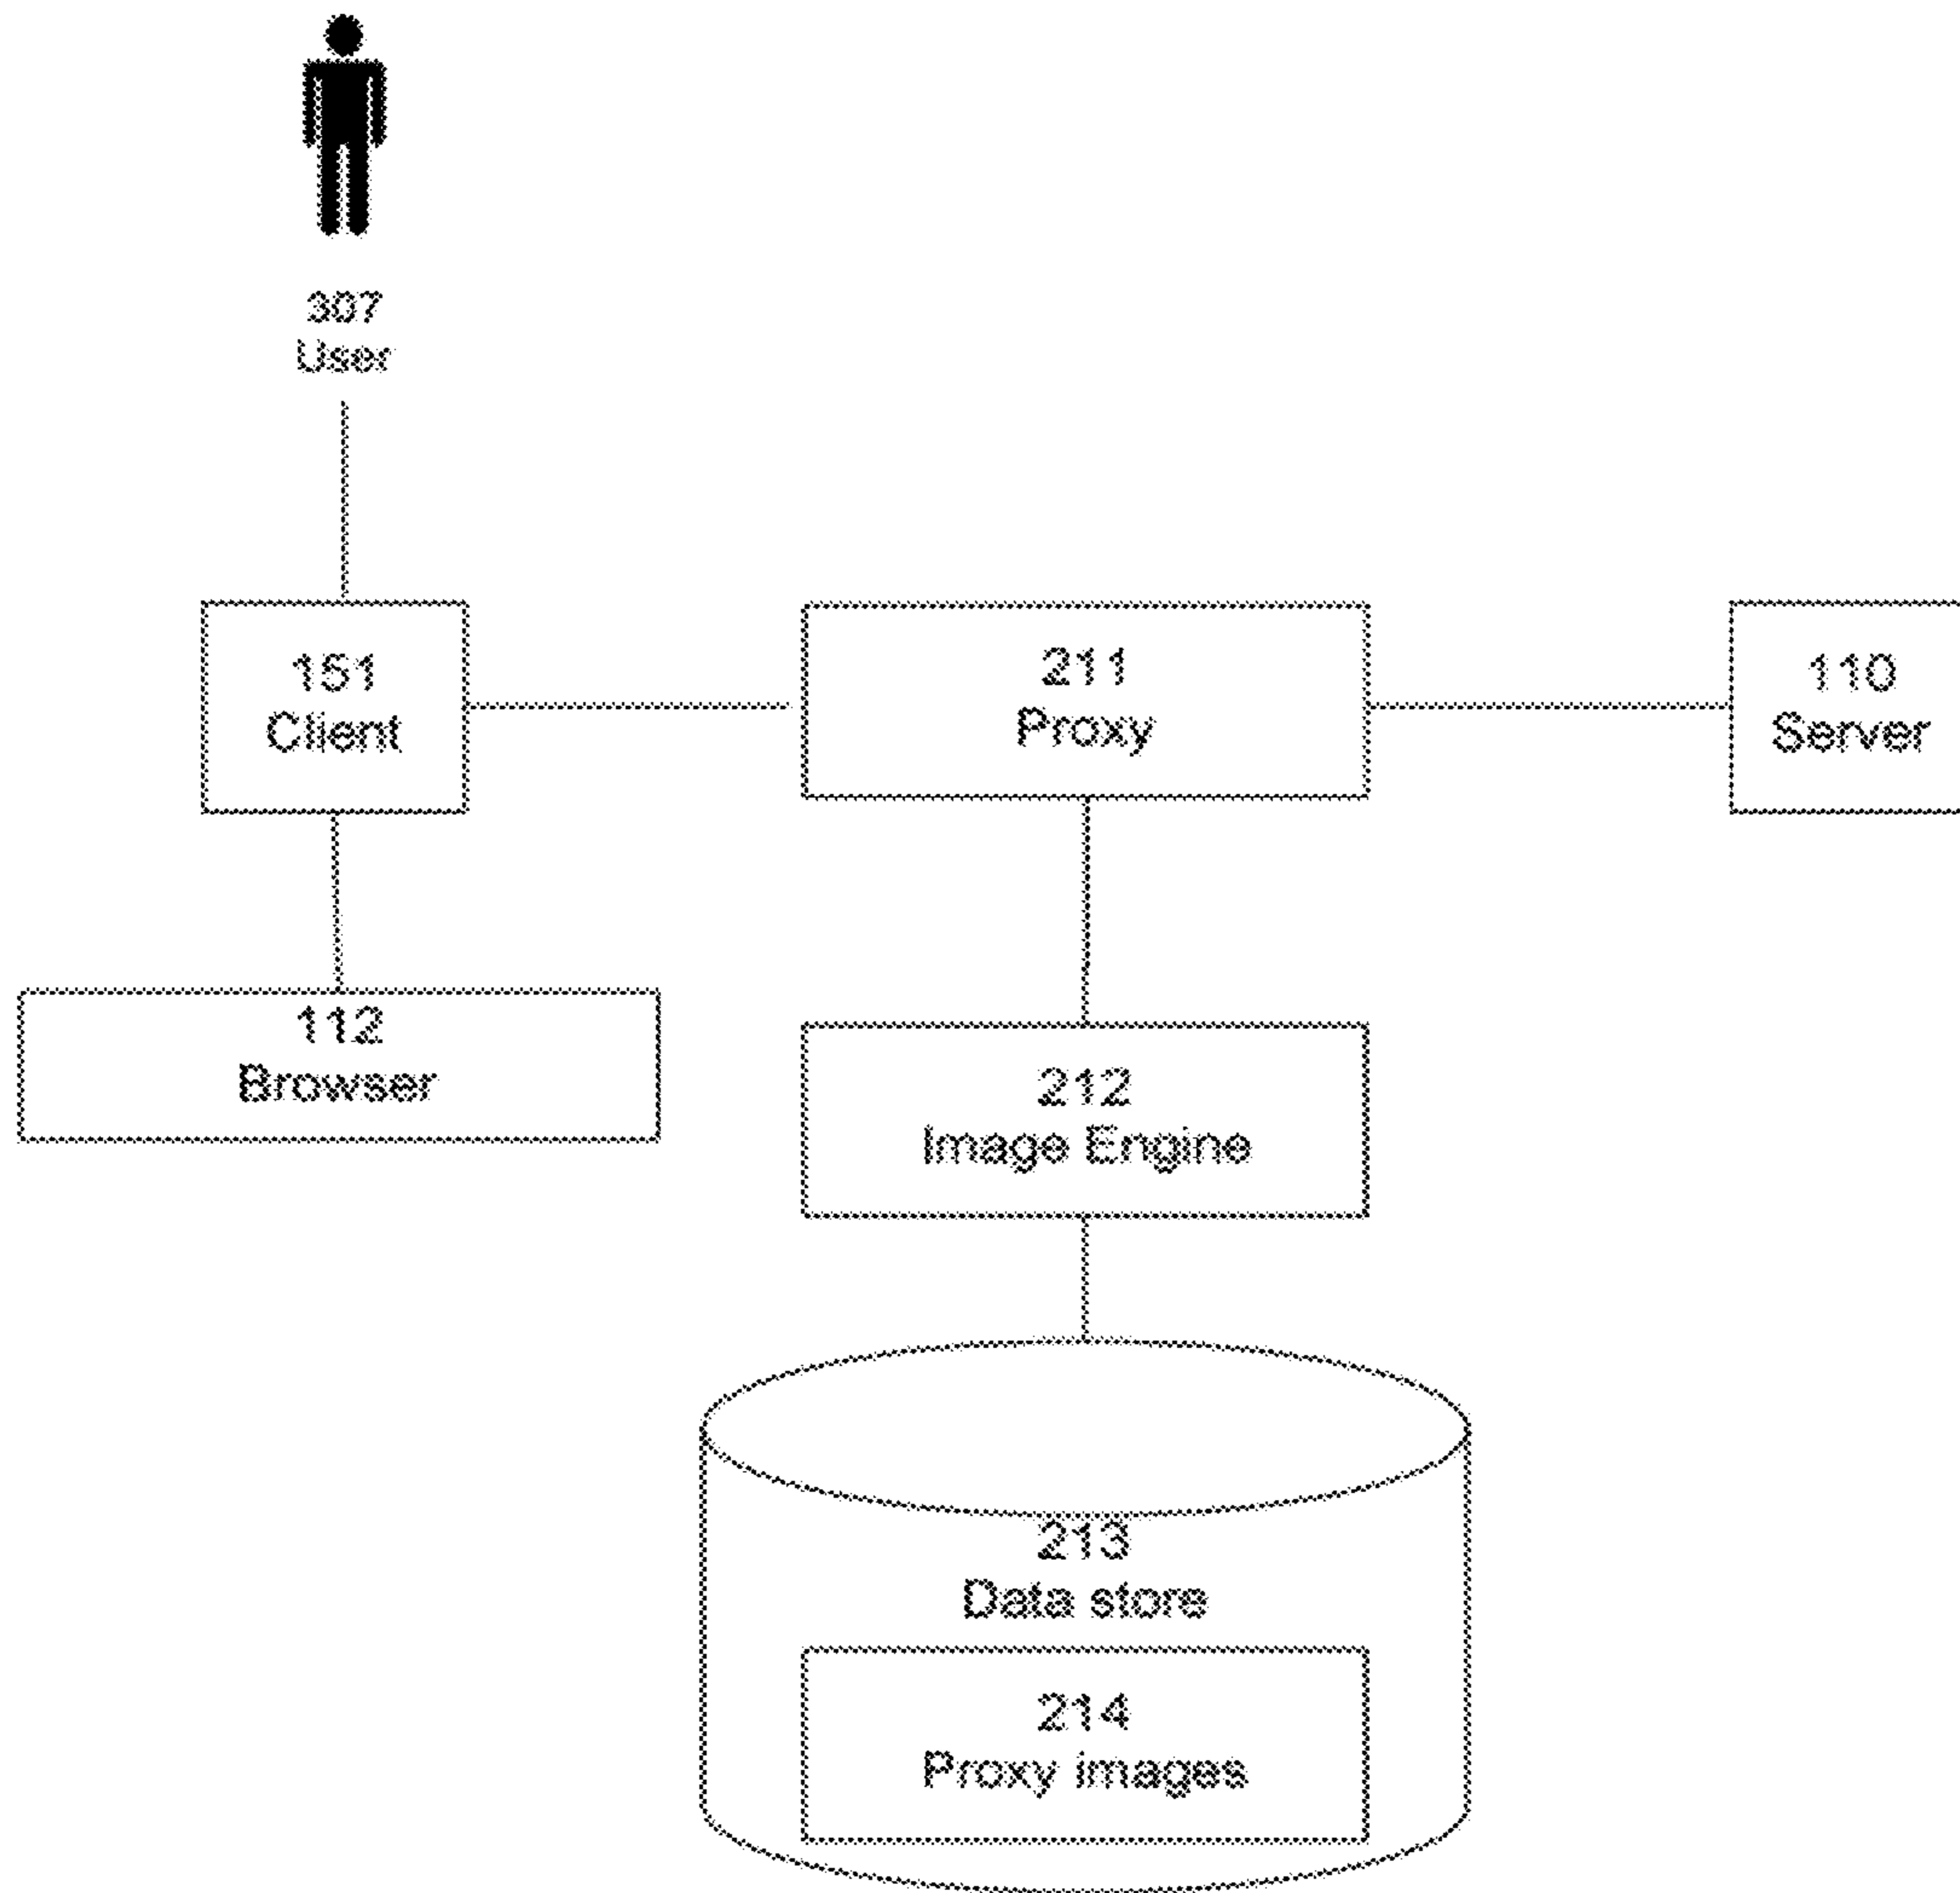 307
User
151
Client
211
Proxy
110
Server
112
Browser
212
Image Engine
213
Data store
214
Proxy images